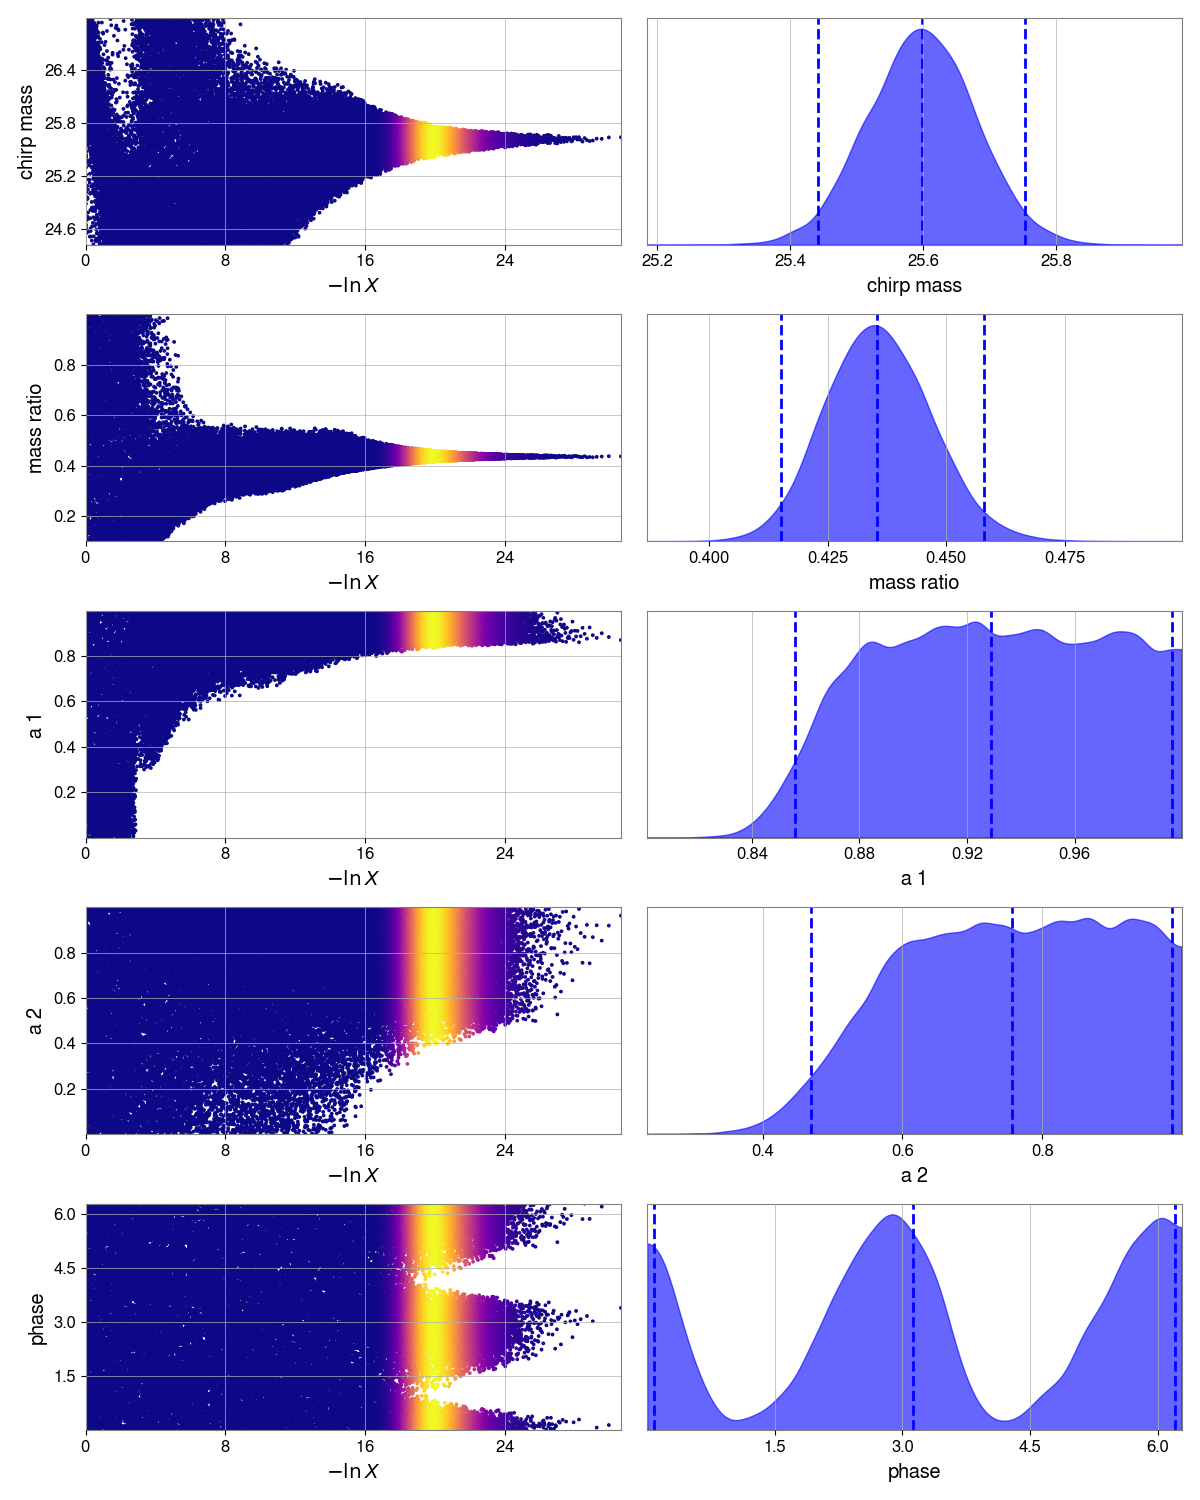 26.4
25.8
25.2
24.6
chirp mass
0 8 16 24
−ln X
25.2 25.4 25.6 25.8
chirp mass
0.8
0.6
0.4
0.2
mass ratio
0 8 16 24
−ln X
0.400 0.425 0.450 0.475
mass ratio
0.8
0.6
0.4
0.2
a 1
0 8 16 24
−ln X
0.84 0.88 0.92 0.96
a 1
0.8
0.6
0.4
0.2
a 2
0 8 16 24
−ln X
0.4 0.6 0.8
a 2
6.0
4.5
3.0
1.5
phase
0 8 16 24
−ln X
1.5 3.0 4.5 6.0
phase